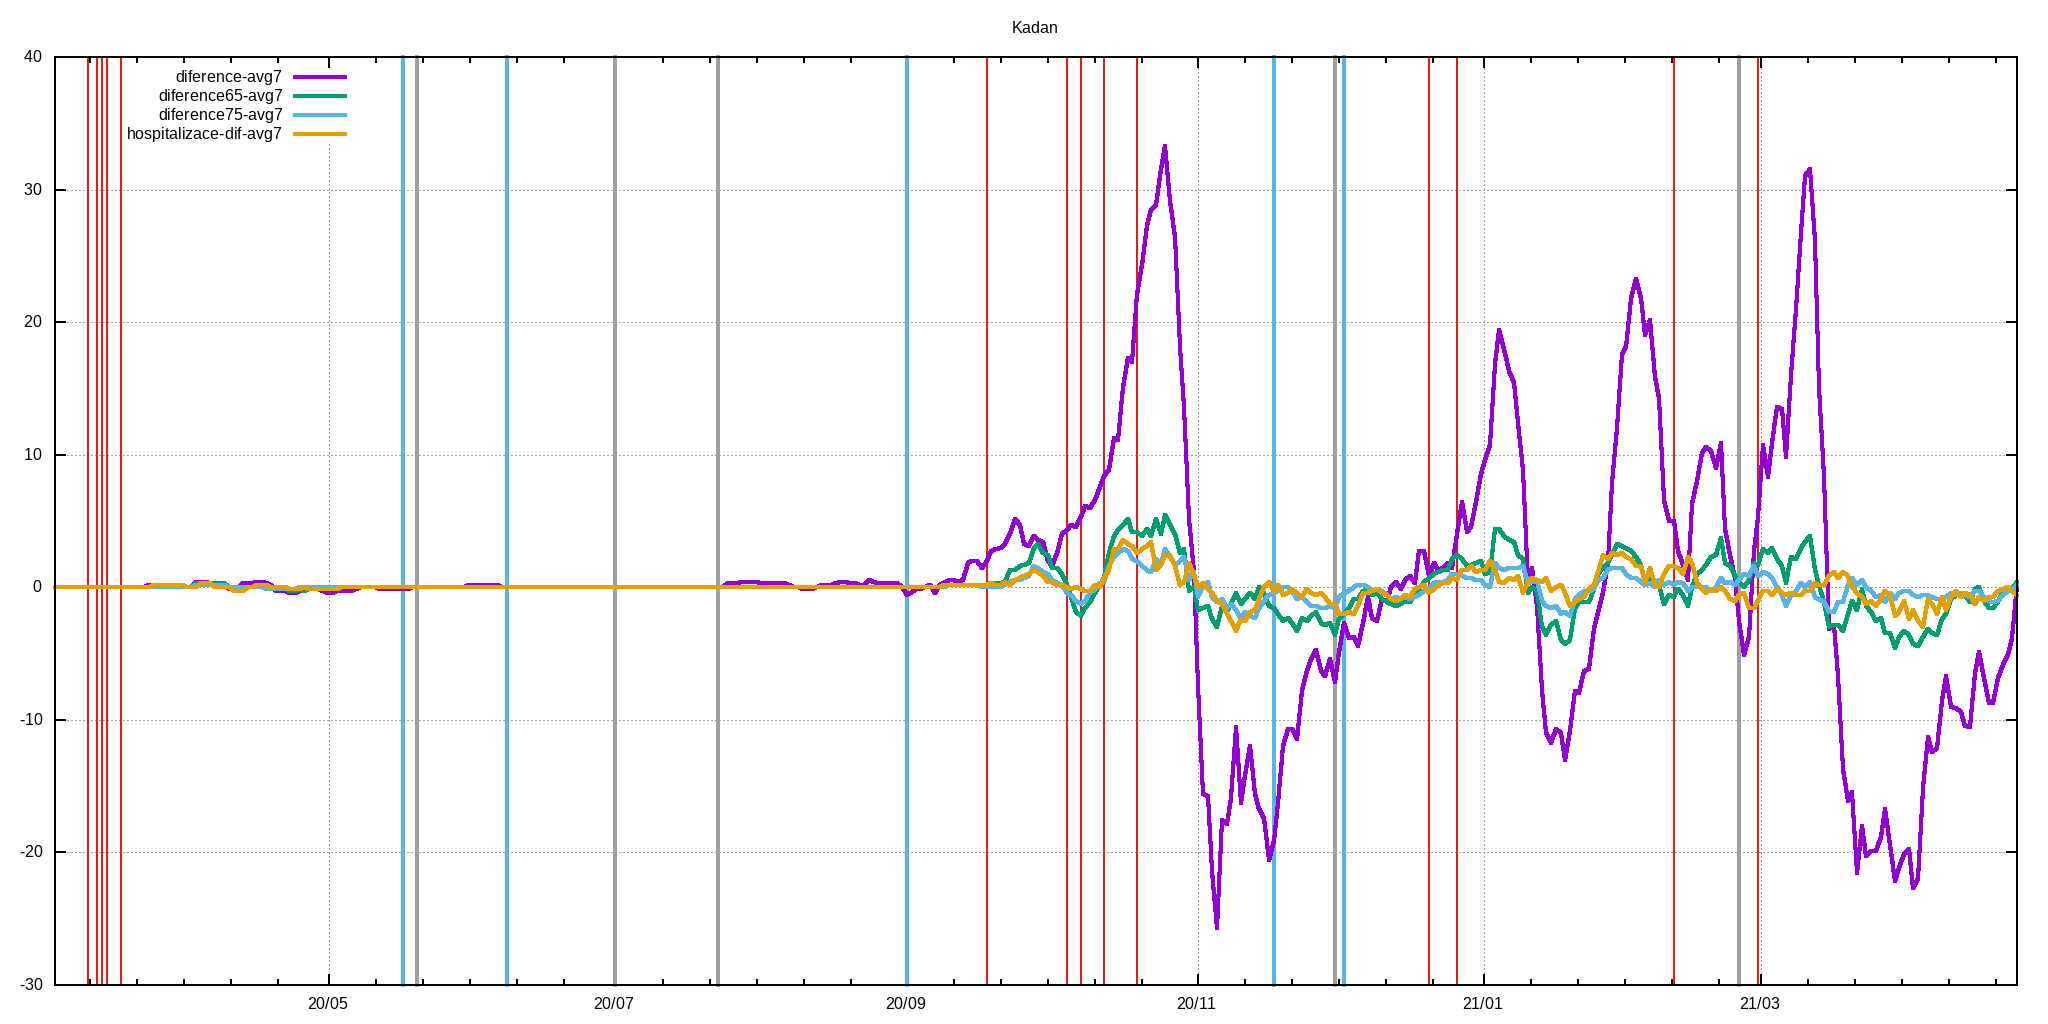 Kadan
40
diference-avg7
diference65-avg7
diference75-avg7
hospitalizace-dif-avg7
30
20
10
0
-10
-20
-30
20/05 20/07 20/09 20/11 21/01 21/03